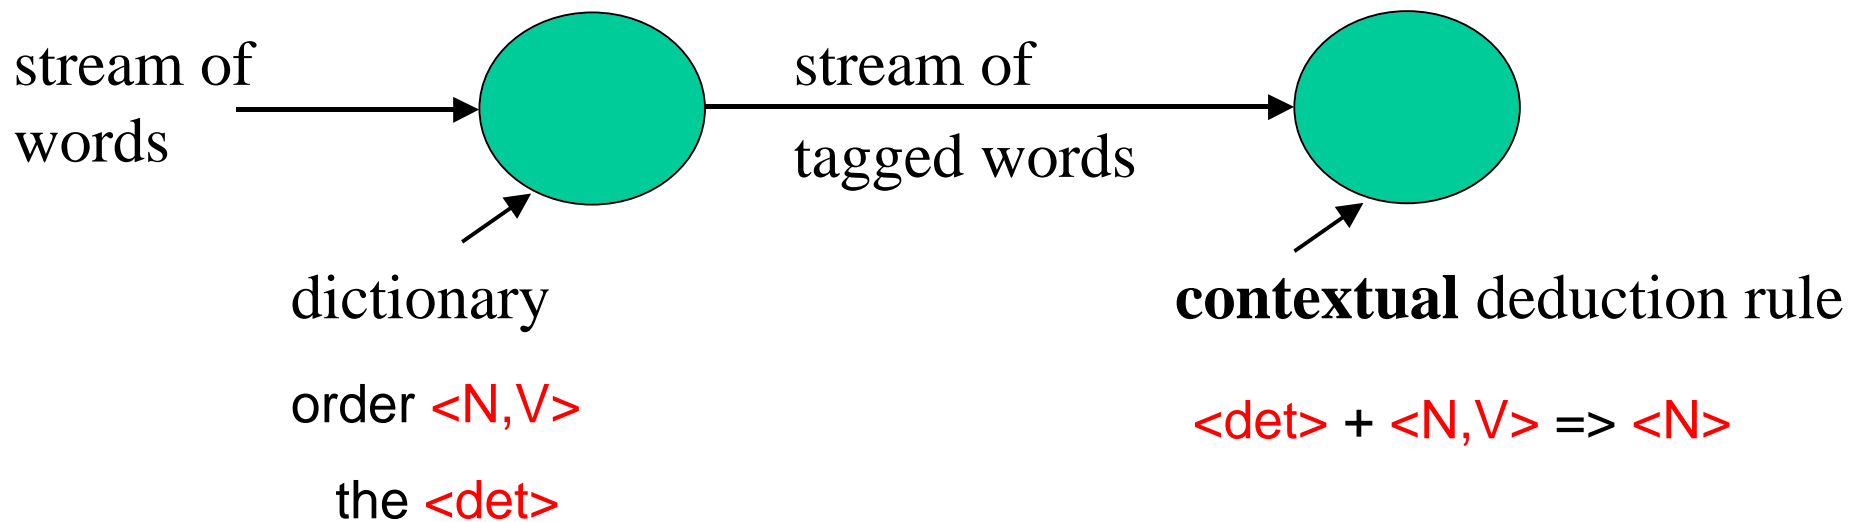 stream of
words
stream of
tagged words
dictionary
contextual deduction rule
order <N,V>
the <det>
<det> + <N,V> => <N>